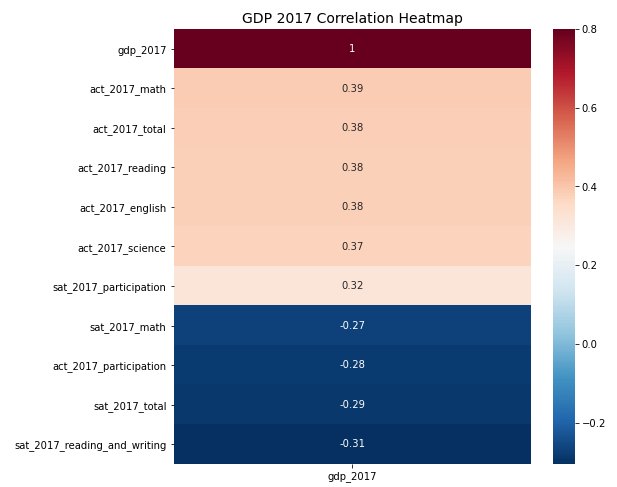 GDP 2017 Correlation Heatmap
gdp_2017 1
act_2017_math 0.39
act_2017_total 0.38
act_2017_reading 0.38
act_2017_english 0.38
act_2017_science 0.37
sat_2017_participation 0.32
sat_2017_math -0.27
act_2017_participation -0.28
sat_2017_total -0.29
sat_2017_reading_and_writing -0.31
gdp_2017
0.8
0.6
0.4
0.2
0.0
−0.2